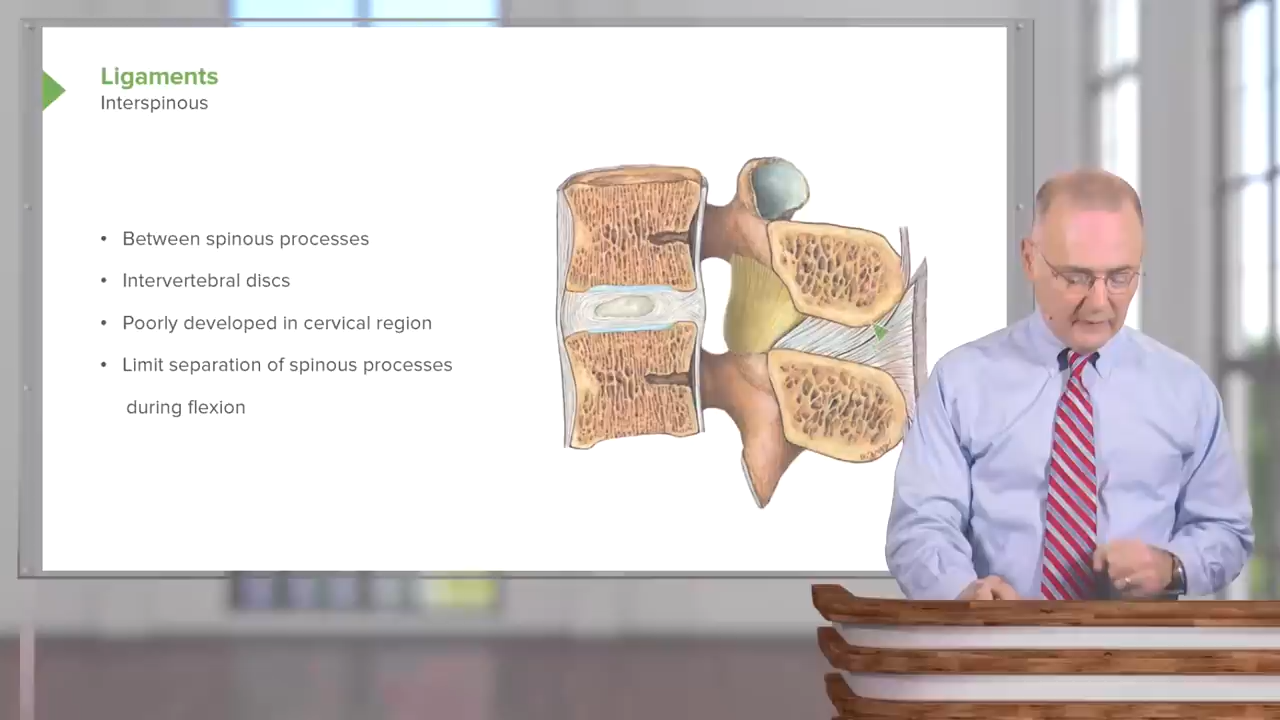 Ligaments
Interspinous
• Between spinous processes
• Intervertebral discs
• Poorly developed in cervical region
• Limit separation of spinous processes
during flexion